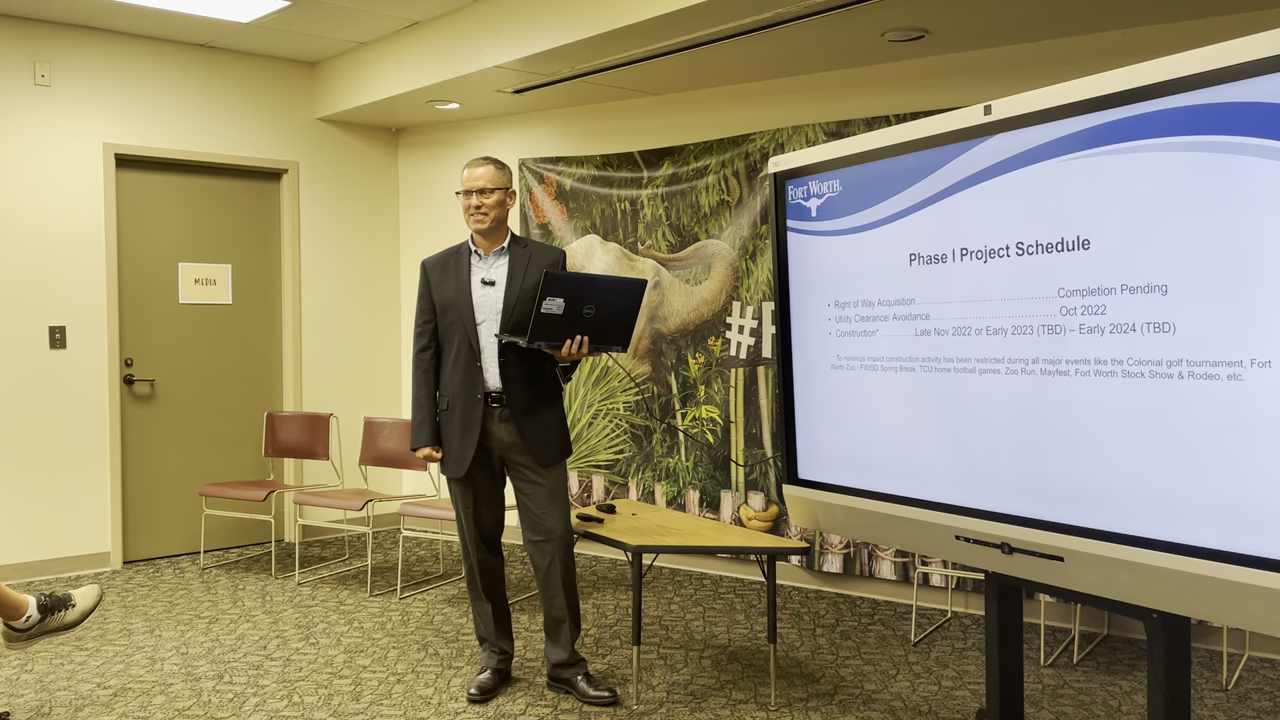 MEDIA
DELL
#F
FORT WORTH
Phase I Project Schedule
• Right of Way Acquisition............................................Completion Pending
• Utility Clearance/ Avoidance................................................ Oct 2022
• Construction*............Late Nov 2022 or Early 2023 (TBD) – Early 2024 (TBD)
* To minimize impact construction activity has been restricted during all major events like the Colonial golf tournament, Fort
Worth Zoo / FWISD Spring Break, TCU home football games, Zoo Run, Mayfest, Fort Worth Stock Show & Rodeo, etc.